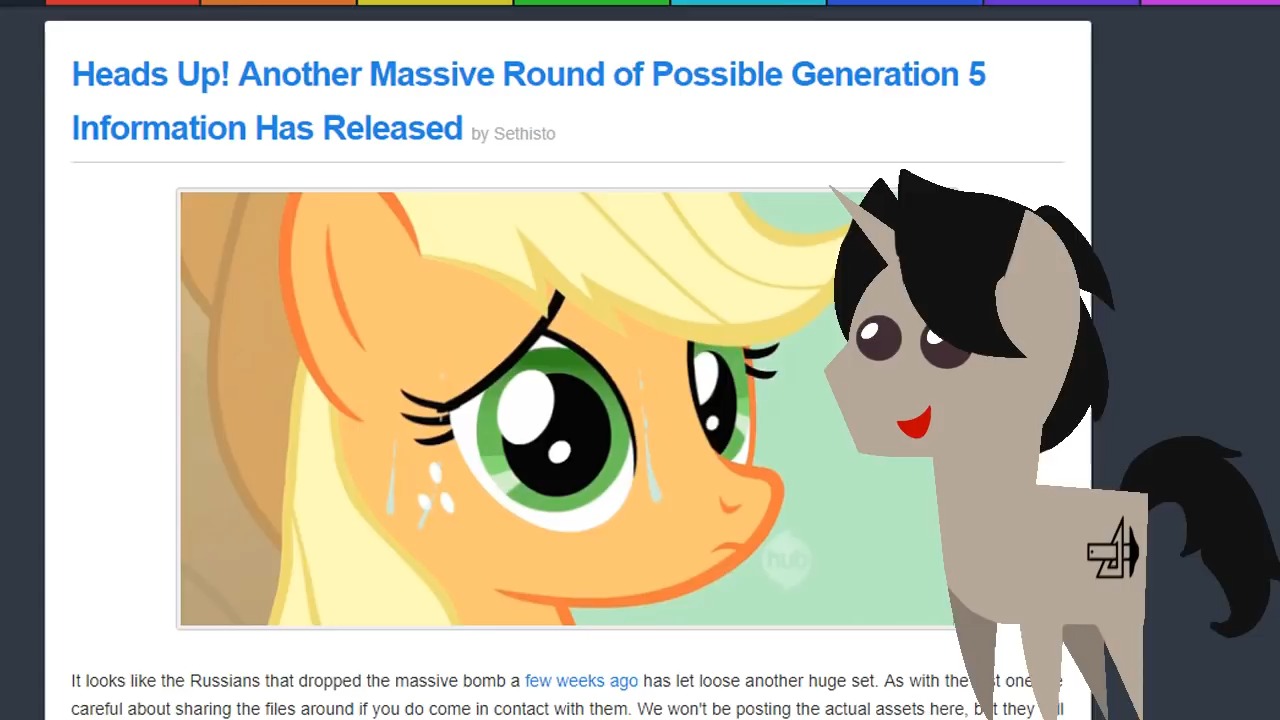 Heads Up! Another Massive Round of Possible Generation 5
Information Has Released by Sethisto
hub
It looks like the Russians that dropped the massive bomb a few weeks ago has let loose another huge set. As with the
careful about sharing the files around if you do come in contact with them. We won't be posting the actual assets here,